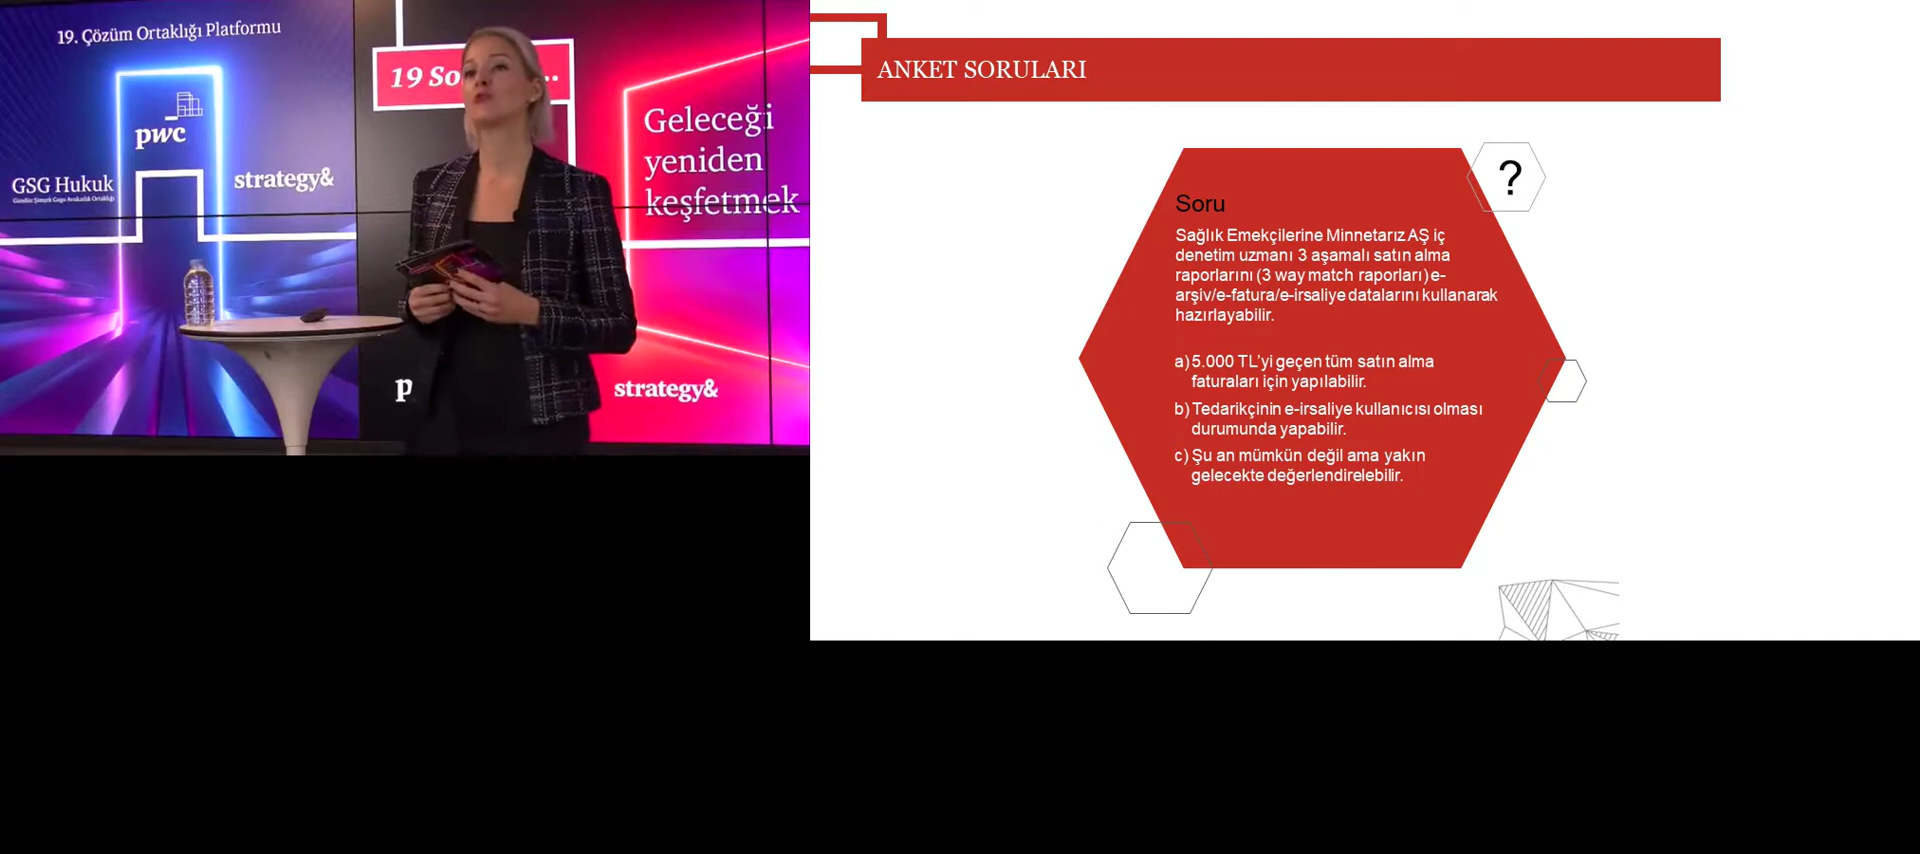 19. Çözüm Ortaklığı Platformu
pwc
GSG Hukuk
strategy&
19 So
..
Geleceği
yeniden
keşfetmek
p
strategy&
ANKET SORULARI
?
Soru
Sağlık Emekçilerine Minnetarız AŞ iç
denetim uzmanı 3 aşamalı satın alma
raporlarını (3 way match raporları) e-
arşiv/e-fatura/e-irsaliye datalarını kullanarak
hazırlayabilir.
a) 5.000 TL'yi geçen tüm satın alma
faturaları için yapılabilir.
b) Tedarikçinin e-irsaliye kullanıcısı olması
durumunda yapabilir.
c) Şu an mümkün değil ama yakın
gelecekte değerlendirelebilir.